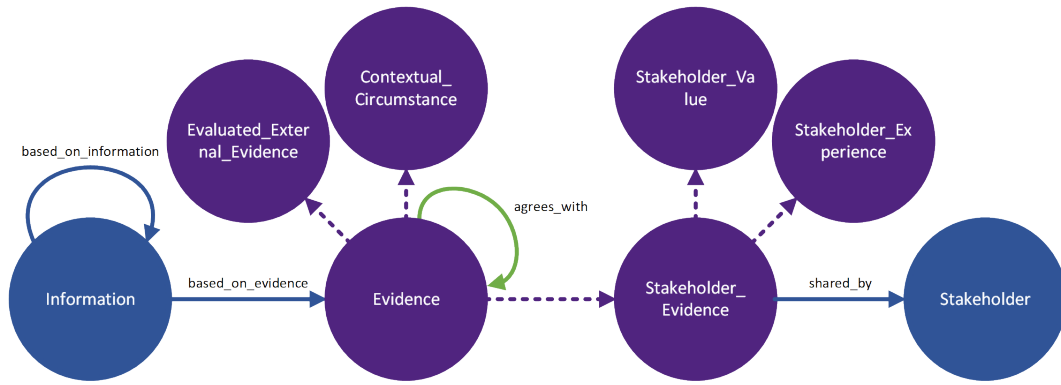 Contextual_
Circumstance
Stakeholder_Va
lue
Evaluated_Exter
nal_Evidence
Stakeholder_Ex
perience
based_on_information
agrees_with
Information
based_on_evidence
Evidence
Stakeholder_
Evidence
shared_by
Stakeholder